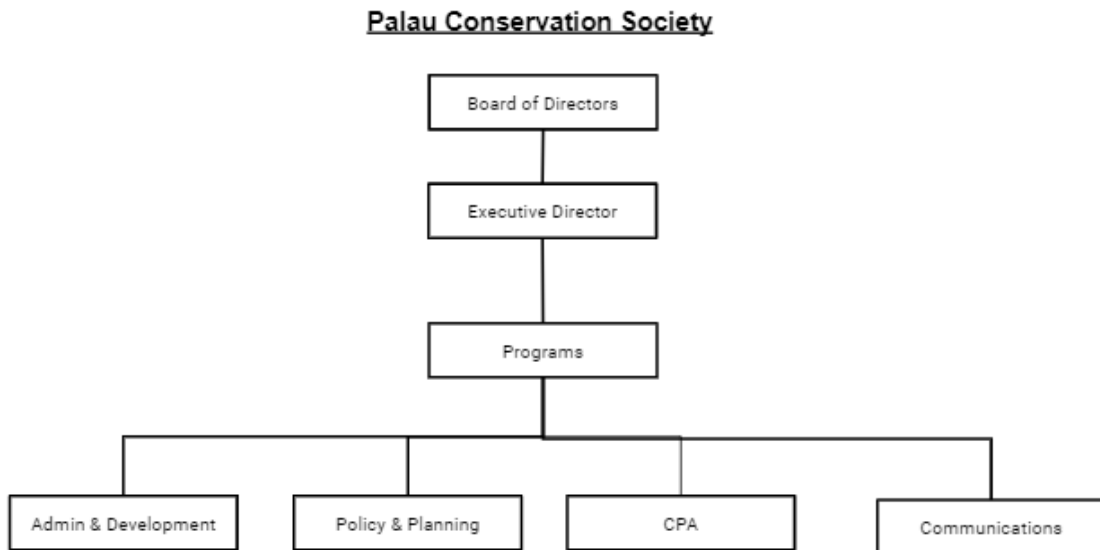 Palau Conservation Society
Board of Directors
Executive Director
Programs
Admin & Development
Policy & Planning
CPA
Communications